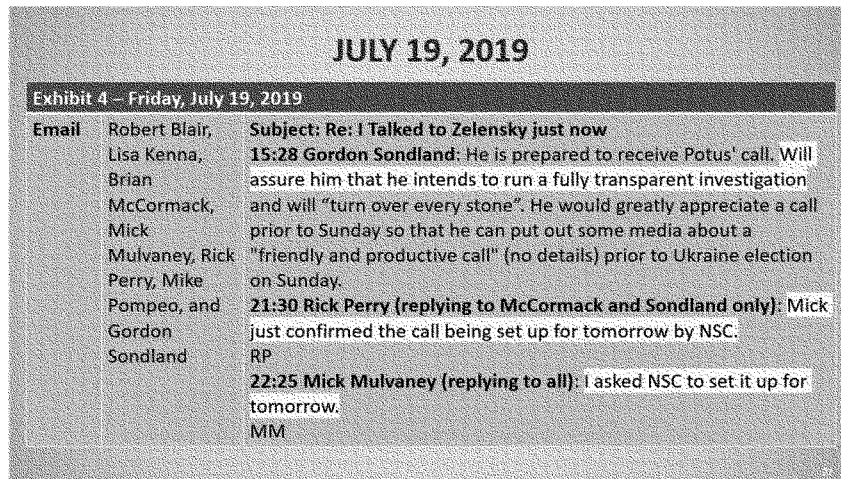 JULY 19, 2019
Exhibit 4 – Friday, July 19, 2019
Email
Robert Blair,
Lisa Kenna,
Brian
McCormack,
Mick
Mulvaney, Rick
Perry, Mike
Pompeo, and
Gordon
Sondland
Subject: Re: I Talked to Zelensky just now
15:28 Gordon Sondland: He is prepared to receive Potus' call. Will
assure him that he intends to run a fully transparent investigation
and will “turn over every stone”. He would greatly appreciate a call
prior to Sunday so that he can put out some media about a
"friendly and productive call" (no details) prior to Ukraine election
on Sunday.
21:30 Rick Perry (replying to McCormack and Sondland only): Mick
just confirmed the call being set up for tomorrow by NSC.
RP
22:25 Mick Mulvaney (replying to all): I asked NSC to set it up for
tomorrow.
MM